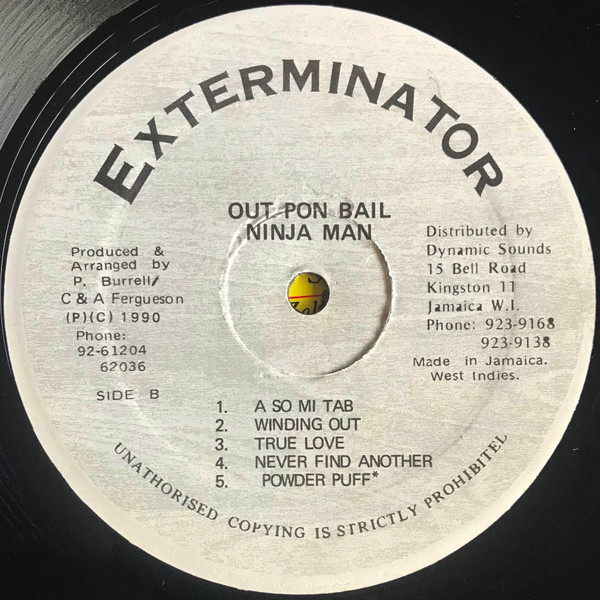 EXTERMINATOR
OUT PON BAIL
NINJA MAN
Produced &
Arranged by
P. Burrell/
C & A Fergueson
(P)(C) 1990
Phone:
92-61204
62036
SIDE B
Distributed by
Dynamic Sounds
15 Bell Road
Kingston 11
Jamaica W.I.
Phone: 923-9168
923-9138
Made in Jamaica.
West Indies.
1. A SO MI TAB
2. WINDING OUT
3. TRUE LOVE
4. NEVER FIND ANOTHER
5. POWDER PUFF*
UNATHORISED COPYING IS STRICTLY PROHIBITEL